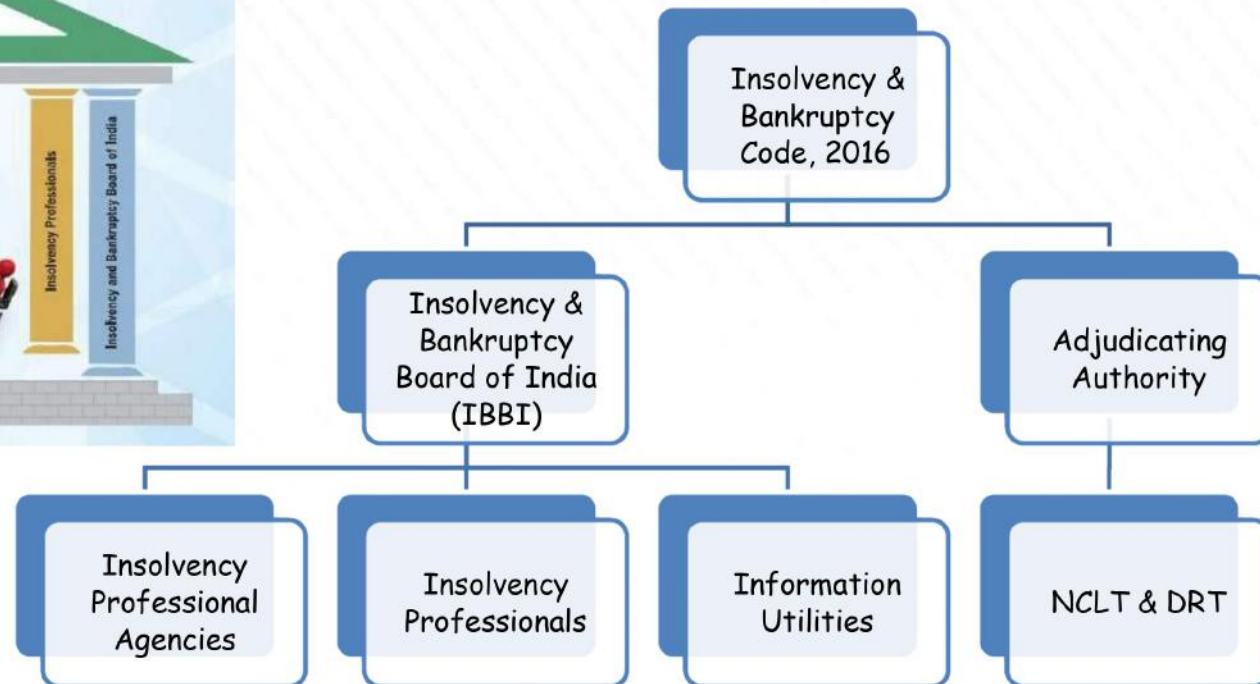 Insolvency Professionals
Insolvency and Bankruptcy Board of India
Insolvency &
Bankruptcy
Code, 2016
Insolvency &
Bankruptcy
Board of India
(IBBI)
Adjudicating
Authority
Insolvency
Professional
Agencies
Insolvency
Professionals
Information
Utilities
NCLT & DRT